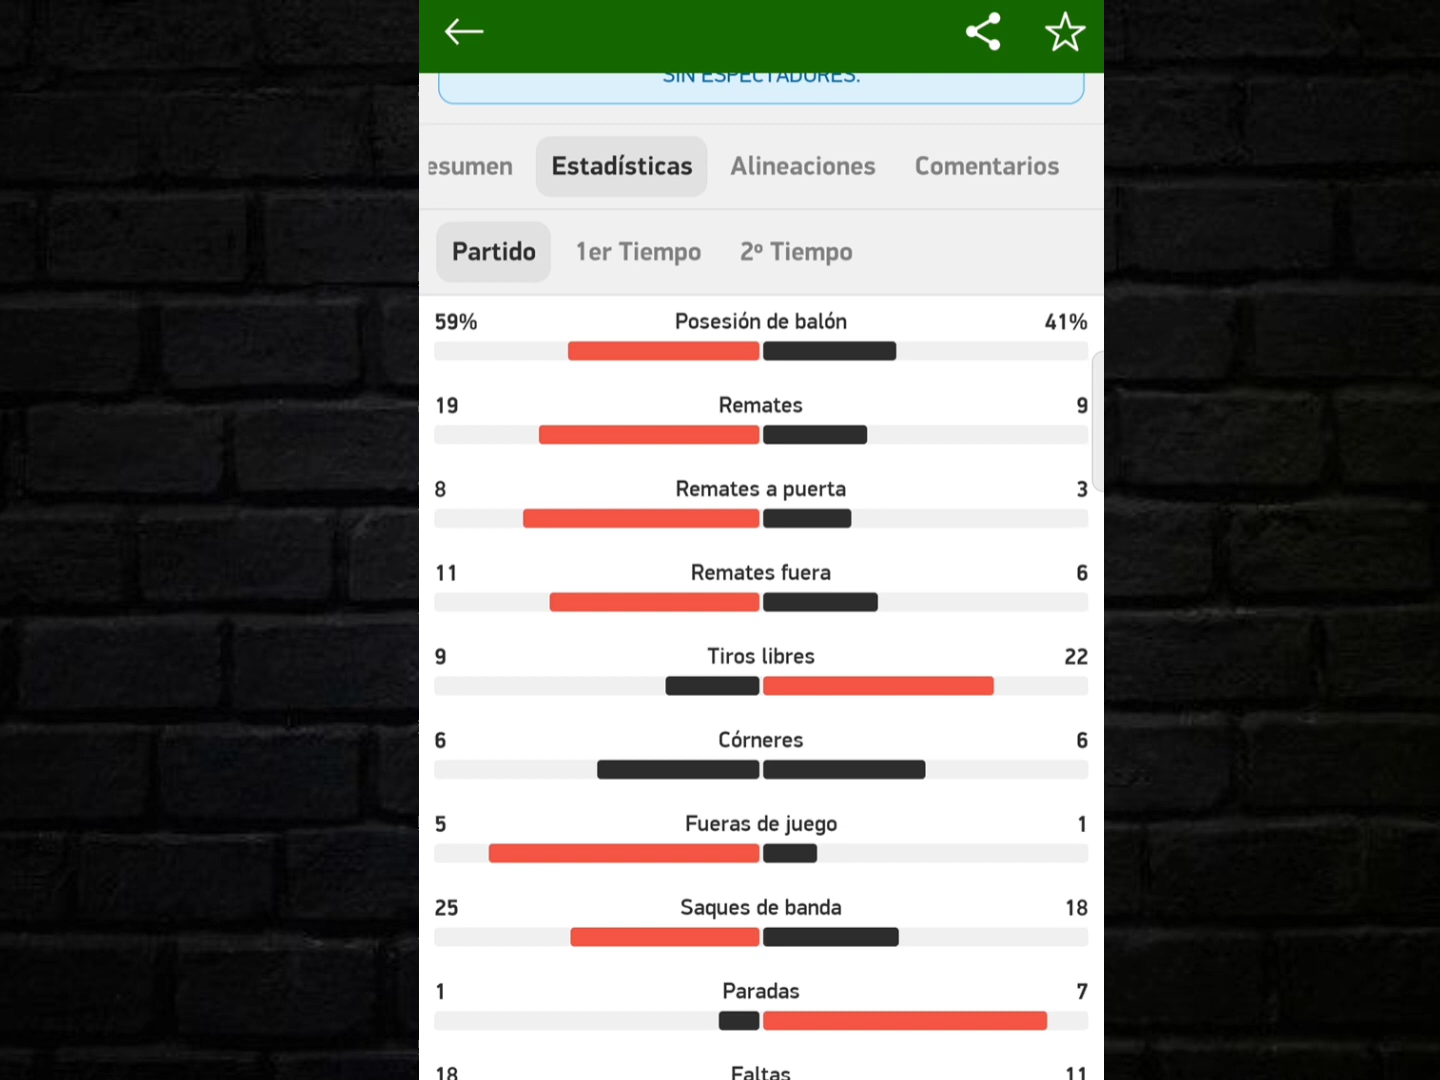 SIN ESPECTADORES.
esumen Estadísticas Alineaciones Comentarios
Partido 1er Tiempo 2º Tiempo
59% Posesión de balón 41%
19 Remates 9
8 Remates a puerta 3
11 Remates fuera 6
9 Tiros libres 22
6 Córneres 6
5 Fueras de juego 1
25 Saques de banda 18
1 Paradas 7
18 Faltas 11